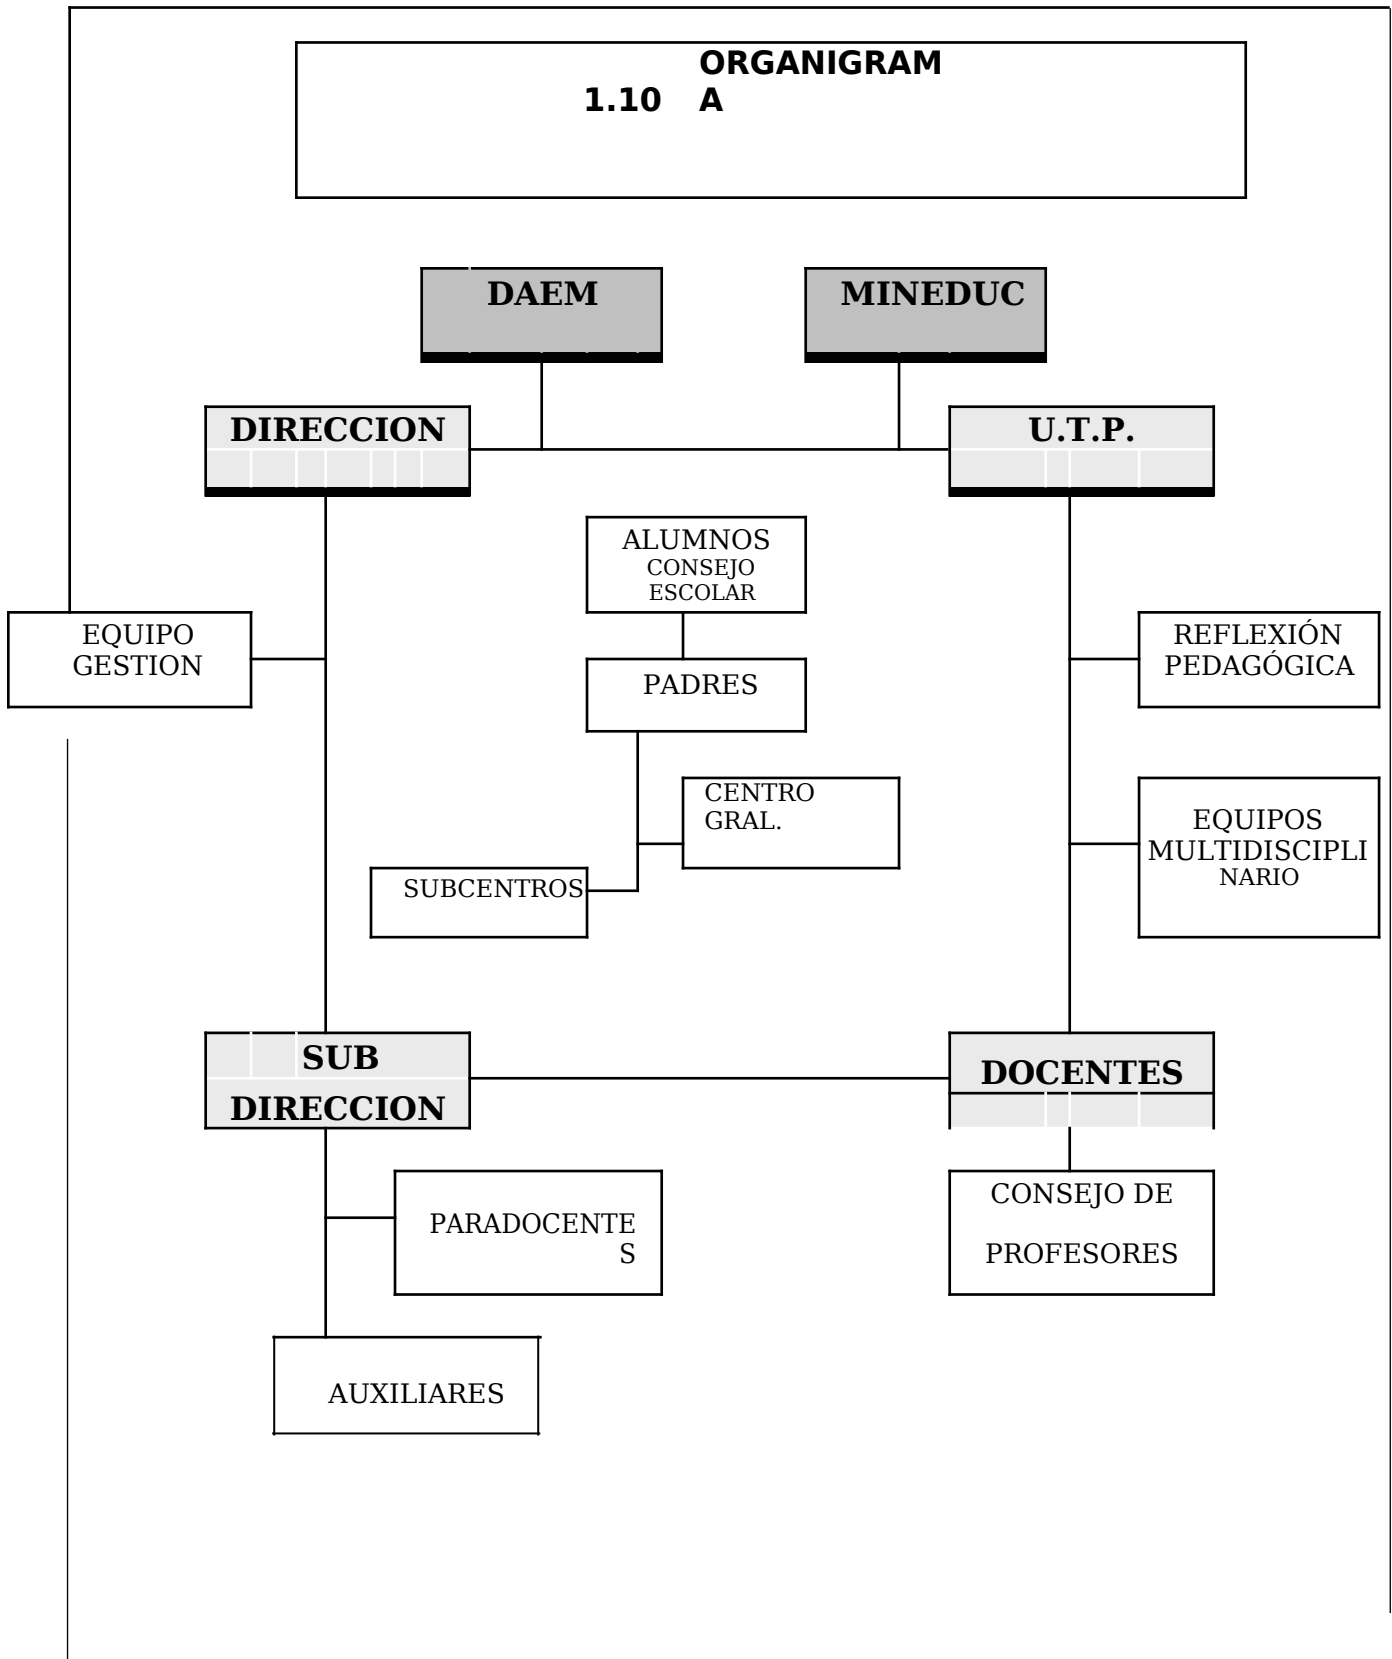 ORGANIGRAM
1.10 A
DAEM
MINEDUC
DIRECCION
U.T.P.
ALUMNOS
CONSEJO
ESCOLAR
EQUIPO
GESTION
REFLEXIÓN
PEDAGÓGICA
PADRES
CENTRO
GRAL.
EQUIPOS
MULTIDISCIPLI
NARIO
SUBCENTROS
SUB
DIRECCION
DOCENTES
PARADOCENTE
S
CONSEJO DE
PROFESORES
AUXILIARES